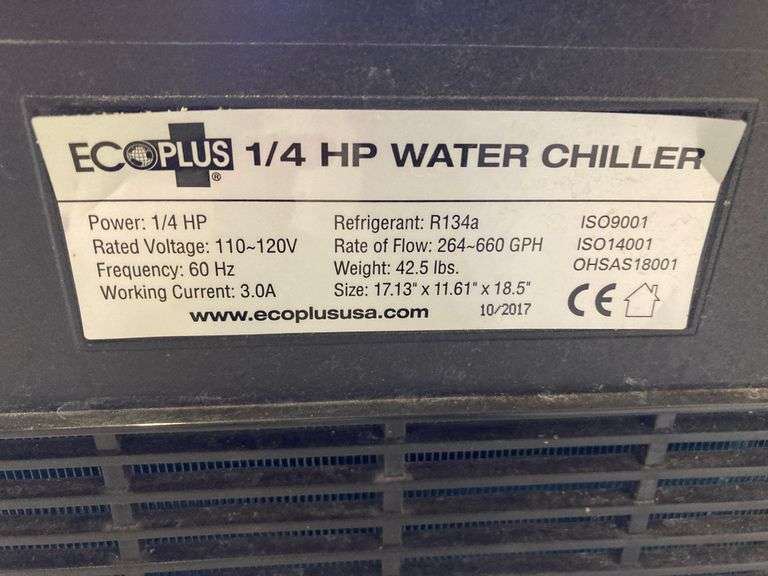 ECOPLUS® 1/4 HP WATER CHILLER
Power: 1/4 HP
Rated Voltage: 110~120V
Frequency: 60 Hz
Working Current: 3.0A
Refrigerant: R134a
Rate of Flow: 264~660 GPH
Weight: 42.5 lbs.
Size: 17.13" x 11.61" x 18.5"
ISO9001
ISO14001
OHSAS18001
CE
www.ecoplususa.com
10/2017